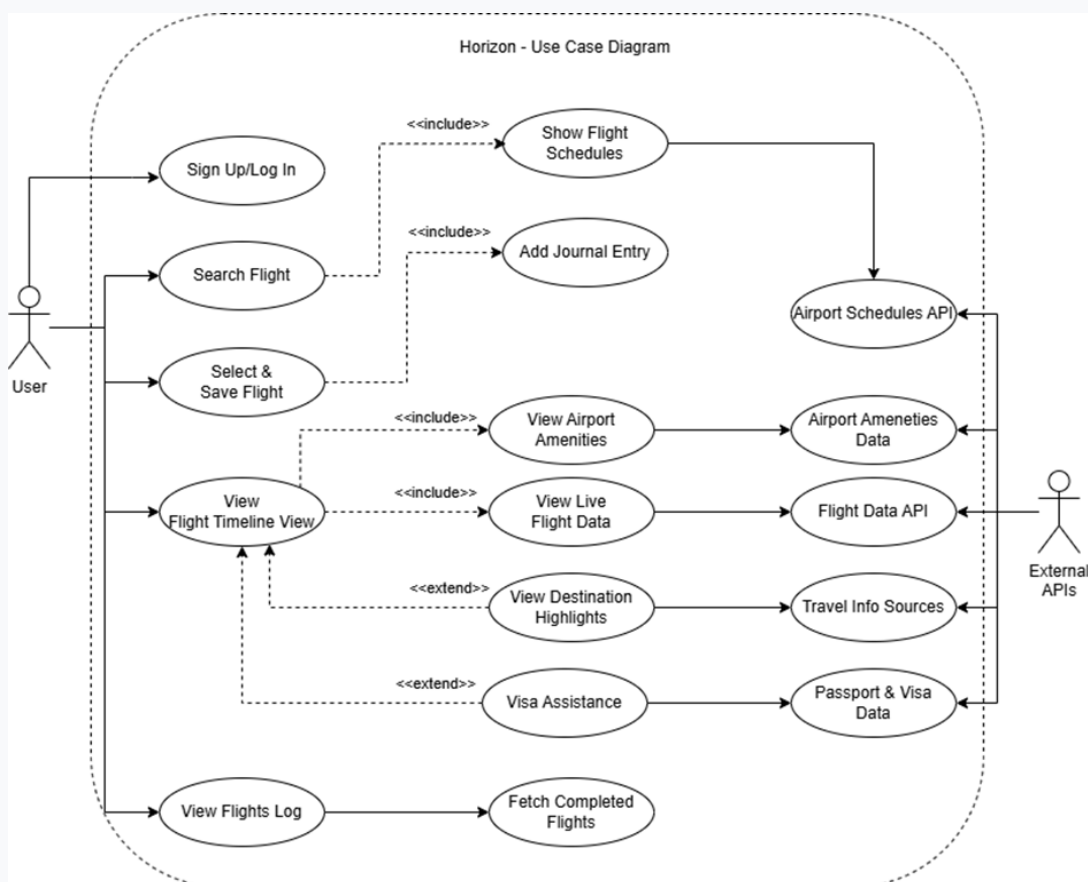 Horizon - Use Case Diagram
<<include>>
Show Flight
Schedules
Sign Up/Log In
<<include>>
Add Journal Entry
Search Flight
Airport Schedules API
User
Select &
Save Flight
<<include>>
View Airport
Amenities
Airport Ameneties
Data
View
Flight Timeline View
<<include>>
View Live
Flight Data
Flight Data API
External
APIs
<<extend>>
View Destination
Highlights
Travel Info Sources
<<extend>>
Visa Assistance
Passport & Visa
Data
View Flights Log
Fetch Completed
Flights